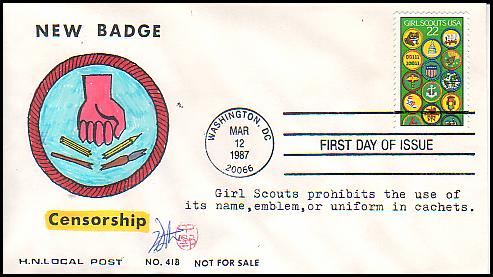 NEW BADGE
GIRL SCOUTS USA
22
WASHINGTON, DC
MAR
12
1987
20066
FIRST DAY OF ISSUE
Girl Scouts prohibits the use of
its name, emblem, or uniform in cachets.
Censorship
H.N. LOCAL POST NO. 41B NOT FOR SALE